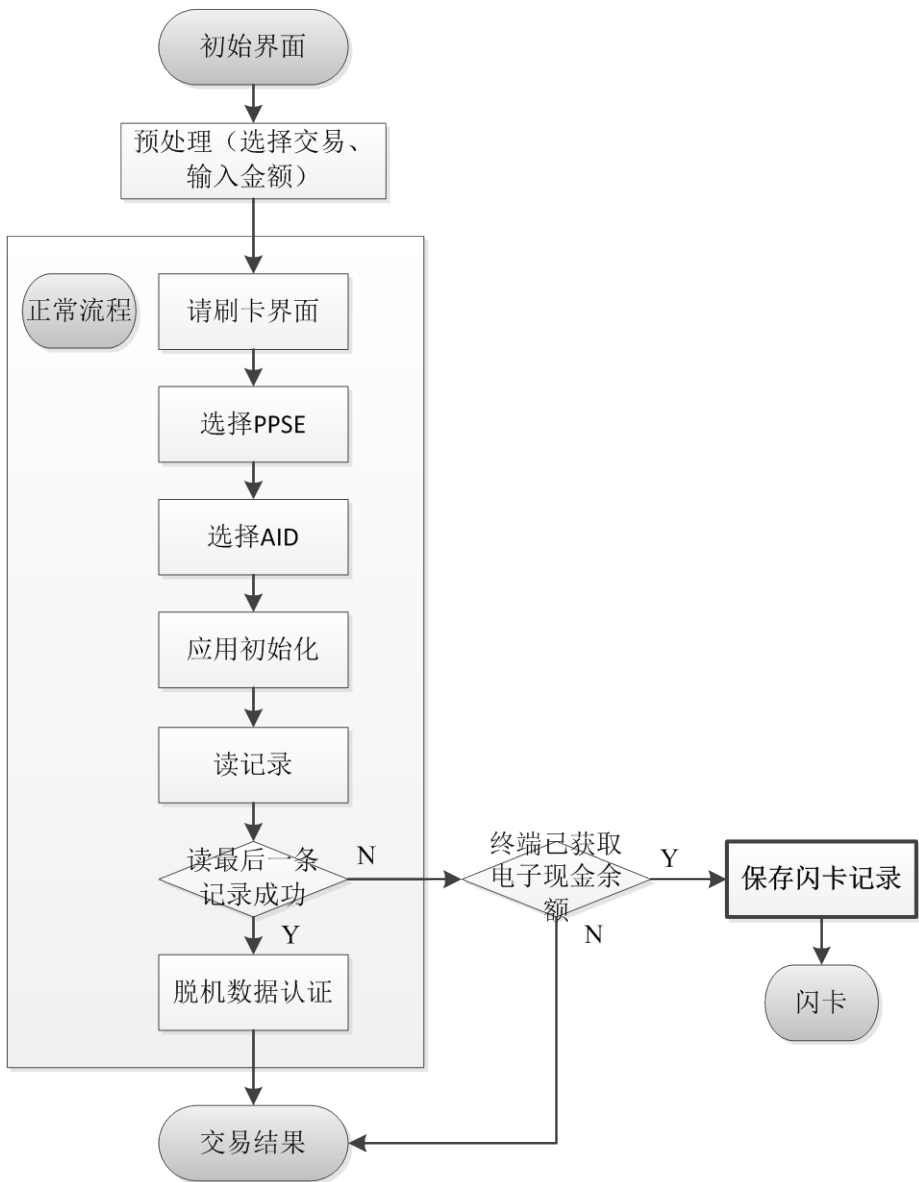 初始界面
预处理（选择交易、
输入金额）
正常流程
请刷卡界面
选择PPSE
选择AID
应用初始化
读记录
读最后一条
记录成功
N
终端已获取
电子现金余
额
Y
保存闪卡记录
Y
N
脱机数据认证
闪卡
交易结果